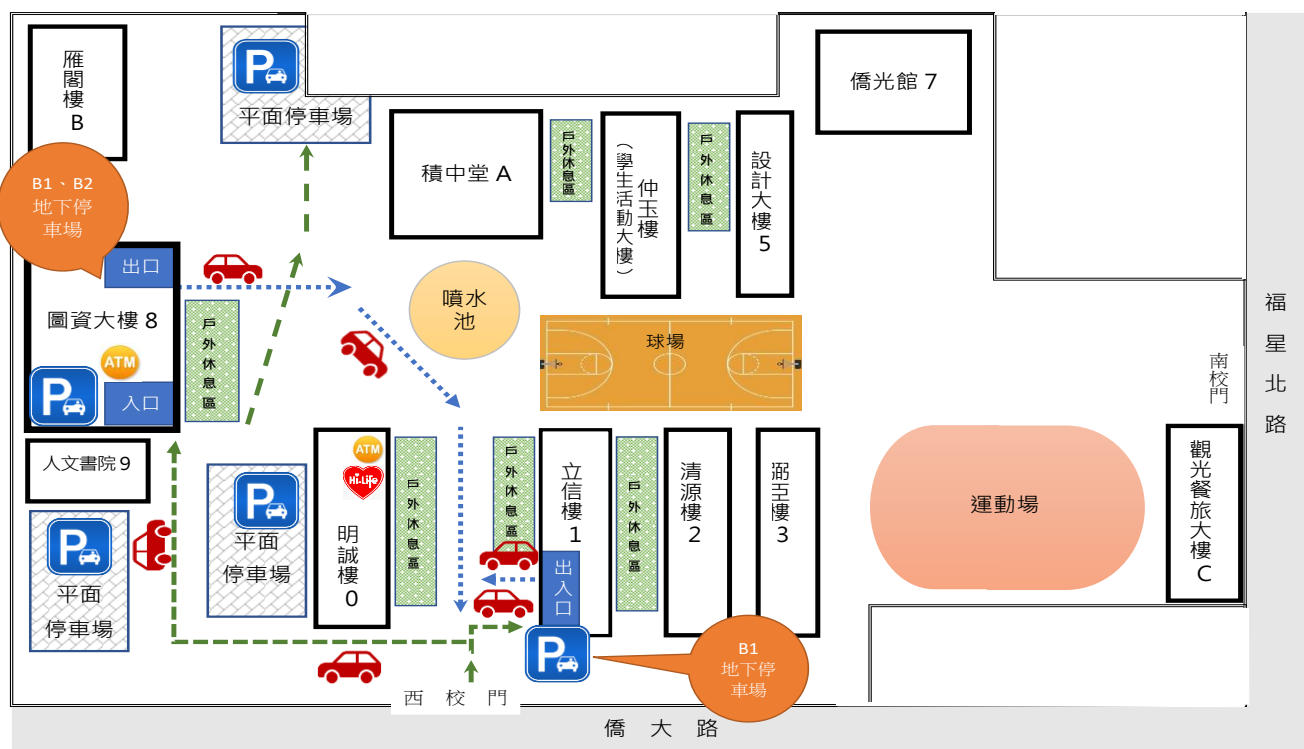 雁閣樓B
P
平面停車場
積中堂 A
戶外休息區
仲玉樓
（學生活動大樓）
戶外休息區
設計大樓5
僑光館 7
B1、B2
地下停
車場
出口
圖資大樓 8
ATM
P
入口
戶外休息區
噴水
池
球場
南校門
福星北路
人文書院 9
P
平面
停車場
P
平面
停車場
ATM
Hi-Life
明誠樓0
戶外休息區
戶外休息區
立信樓1
出入口
P
戶外休息區
清源樓2
弼臣樓3
運動場
觀光餐旅大樓C
B1
地下停
車場
西校門
僑大路